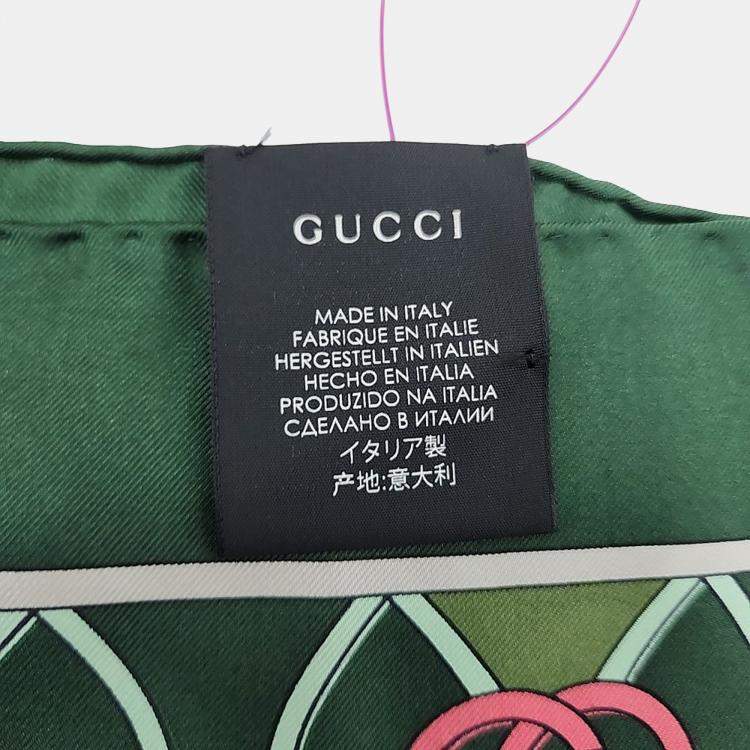 GUCCI
MADE IN ITALY
FABRIQUE EN ITALIE
HERGESTELLT IN ITALIEN
HECHO EN ITALIA
PRODUZIDO NA ITALIA
СДЕЛАНО В ИТАЛИИ
イタリア製
产地:意大利